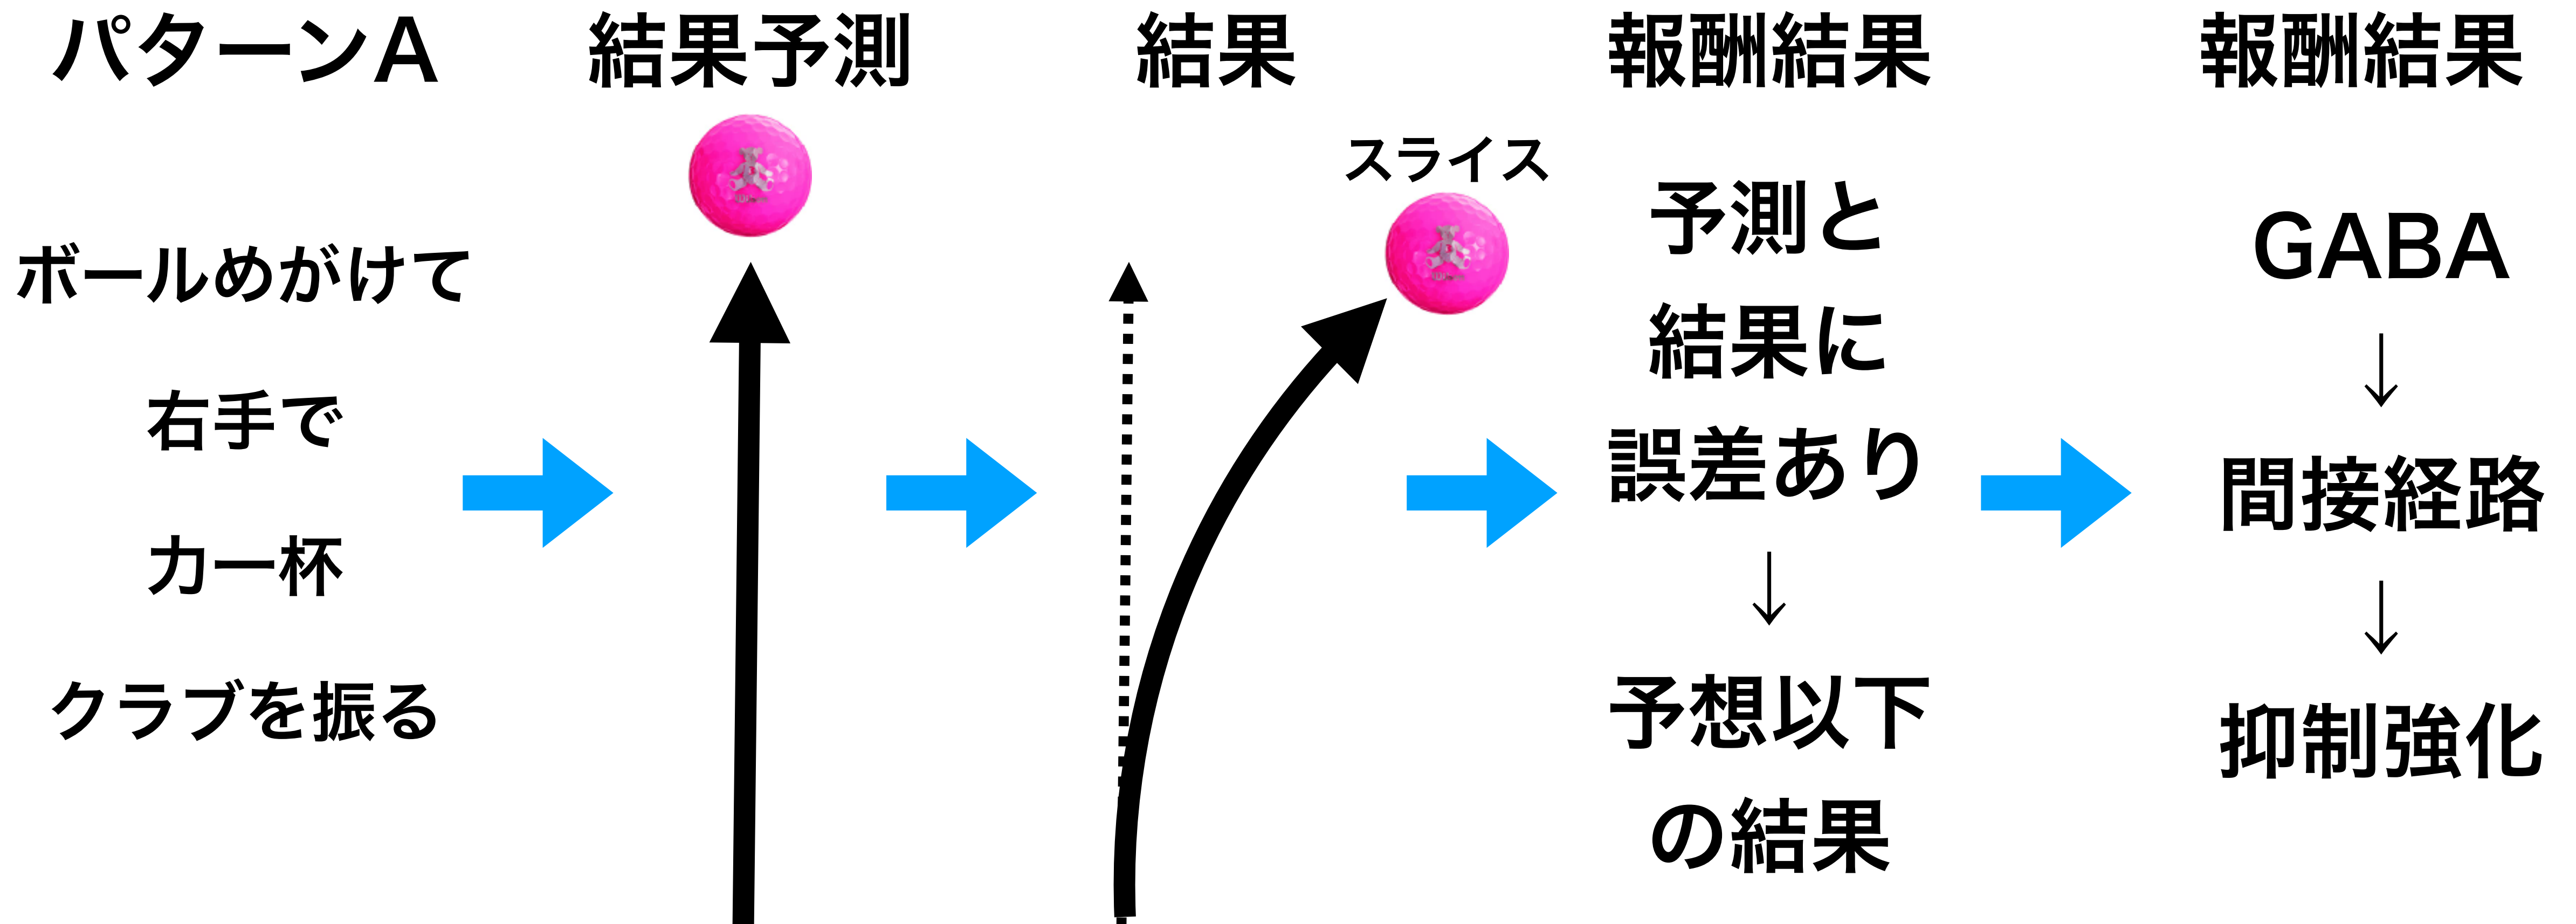 パターンA
結果予測
結果
報酬結果
報酬結果
ボールめがけて
右手で
力一杯
クラブを振る
スライス
予測と
結果に
誤差あり
↓
予想以下
の結果
GABA
↓
間接経路
↓
抑制強化